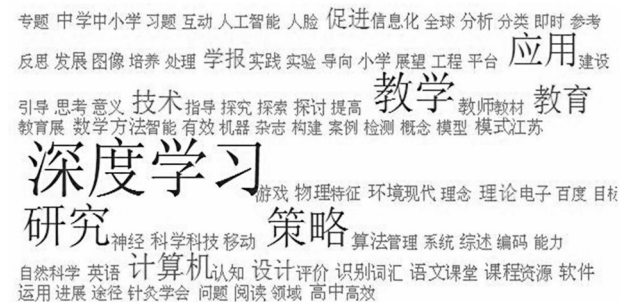 专题 中学中小学 习题 互动 人工智能 人脸 促进信息化 全球 分析 分类 即时 参考
反思 发展 图像 培养 处理 学报实践 实验 导向 小学 展望 工程 平台 应用建设
引导 思考 意义 技术指导 探究 探索 探讨 提高 教学教师教材 教育
教育展 数学方法智能 有效 机器 杂志 构建 案例 检测 概念 模型 模式江苏
深度学习游戏 物理特征 环境现代 理念 理论电子 百度 目标
研究神经 科学科技 移动 策略算法管理 系统 综述 编码 能力
自然科学 英语 计算机认知 设计评价 识别词汇 语文课堂 课程资源 软件
运用 进展 途径 针灸学会 问题 阅读 领域 高中高效